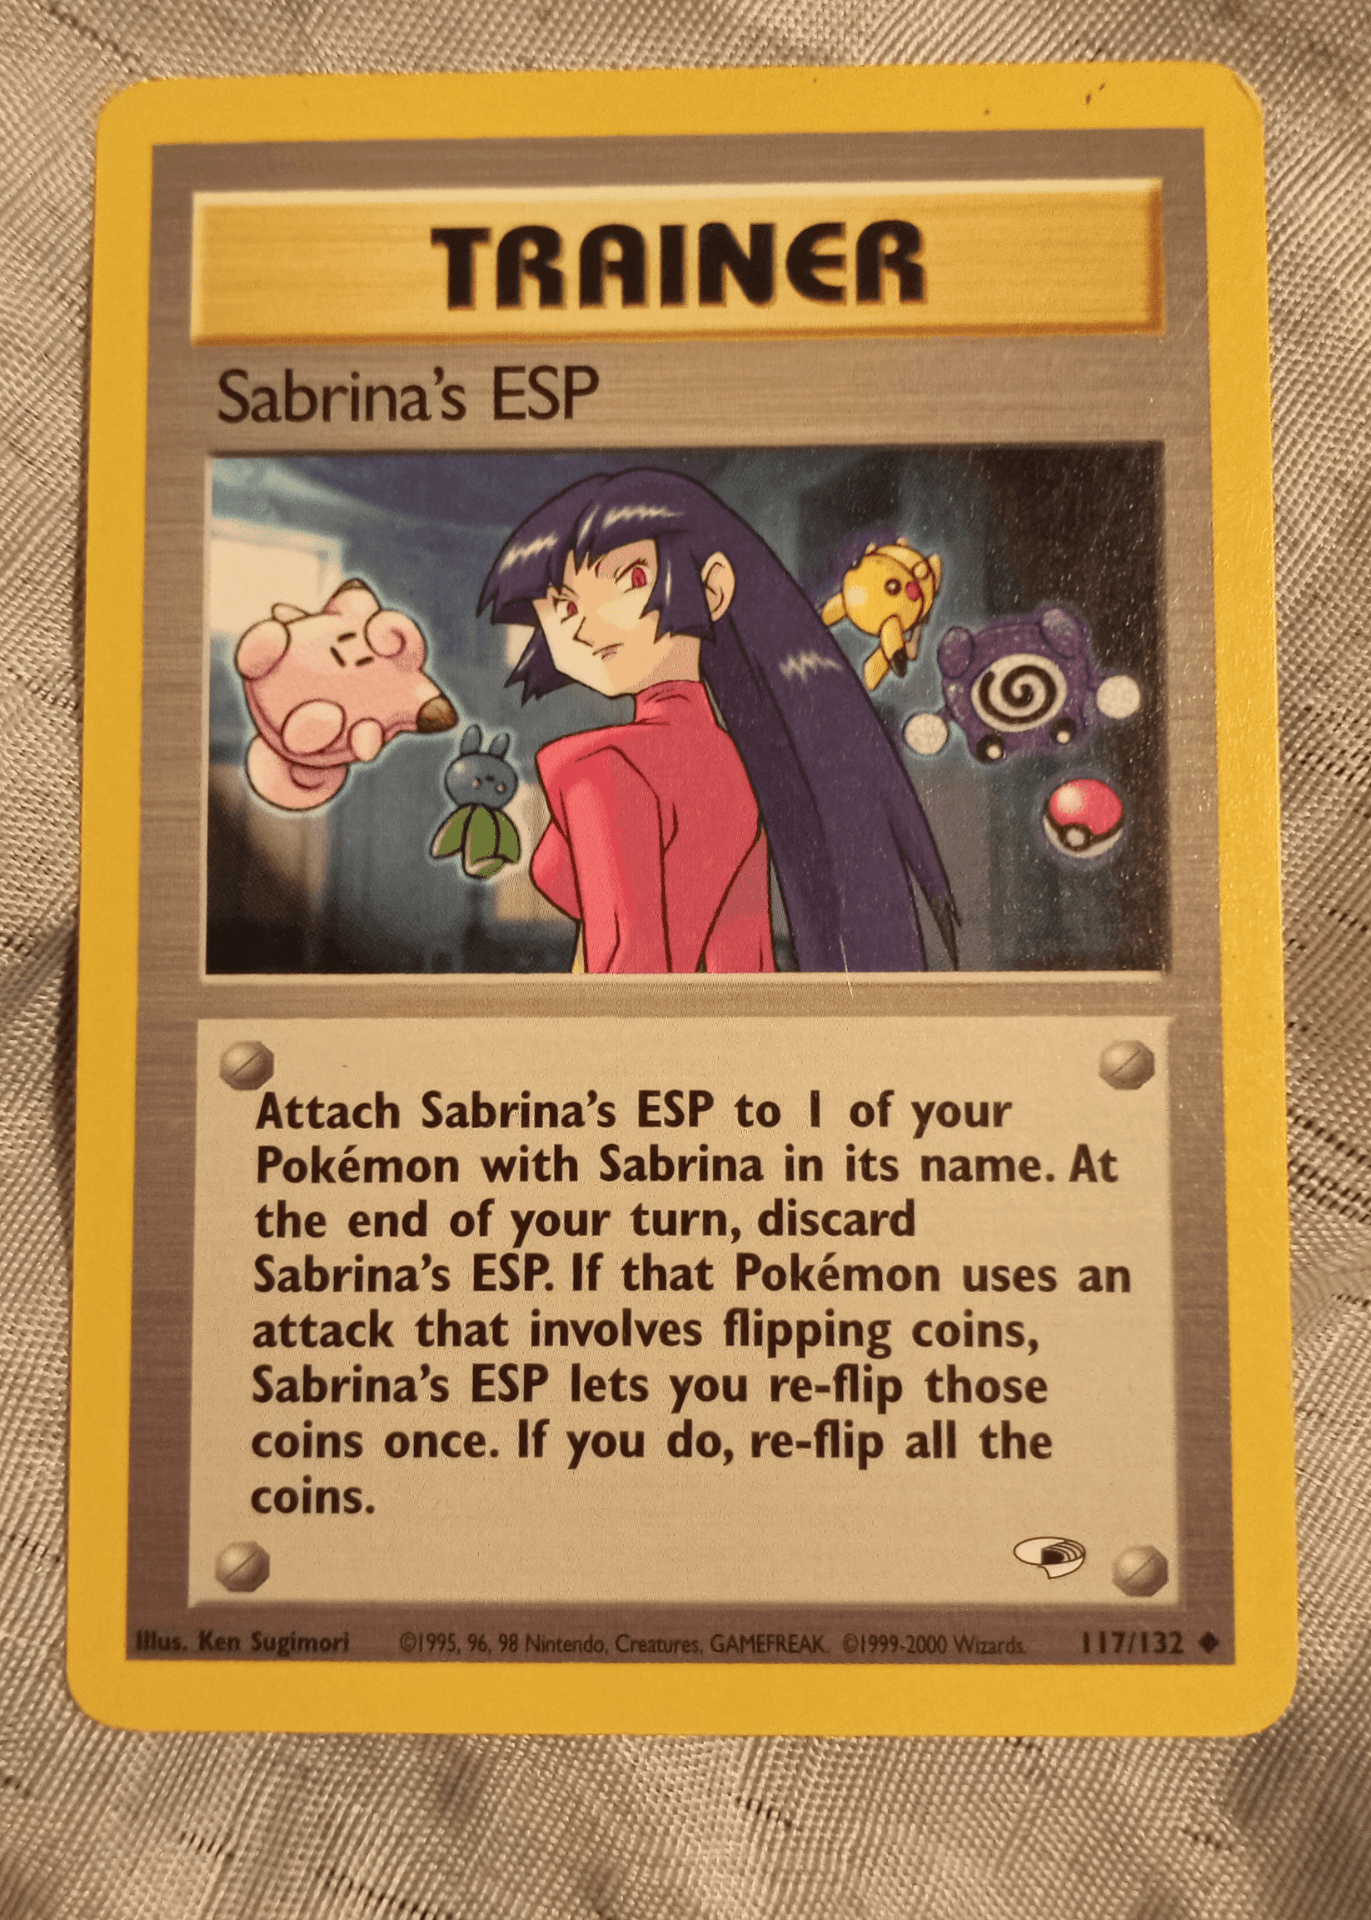 TRAINER
Sabrina's ESP
Attach Sabrina's ESP to 1 of your
Pokémon with Sabrina in its name. At
the end of your turn, discard
Sabrina's ESP. If that Pokémon uses an
attack that involves flipping coins,
Sabrina's ESP lets you re-flip those
coins once. If you do, re-flip all the
coins.
Illus. Ken Sugimori ©1995, 96, 98 Nintendo, Creatures, GAMEFREAK. ©1999-2000 Wizards. 117/132